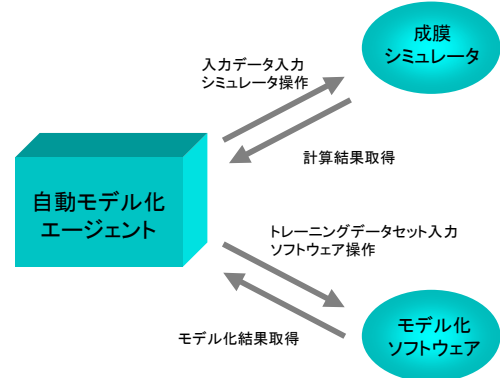 成膜
シミュレータ
入力データ入力
シミュレータ操作
計算結果取得
自動モデル化
エージェント
トレーニングデータセット入力
ソフトウェア操作
モデル化結果取得
モデル化
ソフトウェア